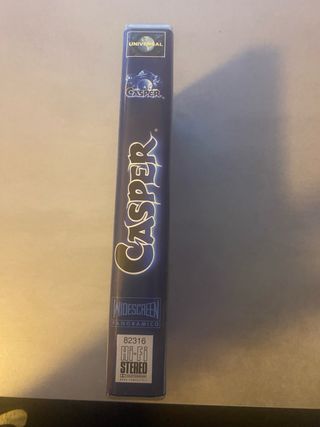 UNIVERSAL
CASPER
CASPER
WIDESCREEN
PANORAMICO
82316
Hi-Fi
STEREO